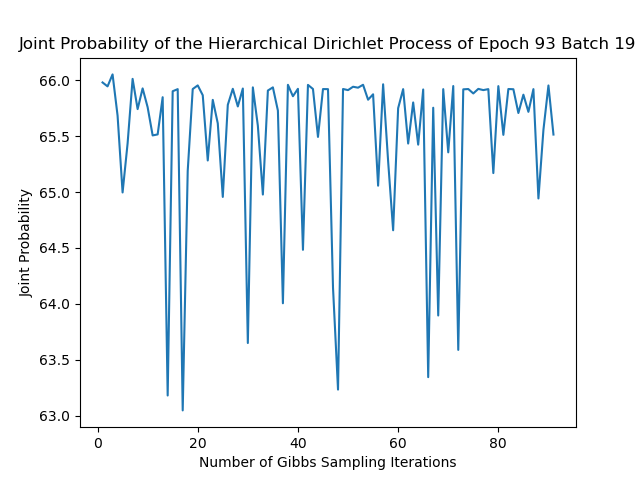 Joint Probability of the Hierarchical Dirichlet Process of Epoch 93 Batch 19
66.0
65.5
65.0
64.5
64.0
63.5
63.0
Joint Probability
0 20 40 60 80
Number of Gibbs Sampling Iterations